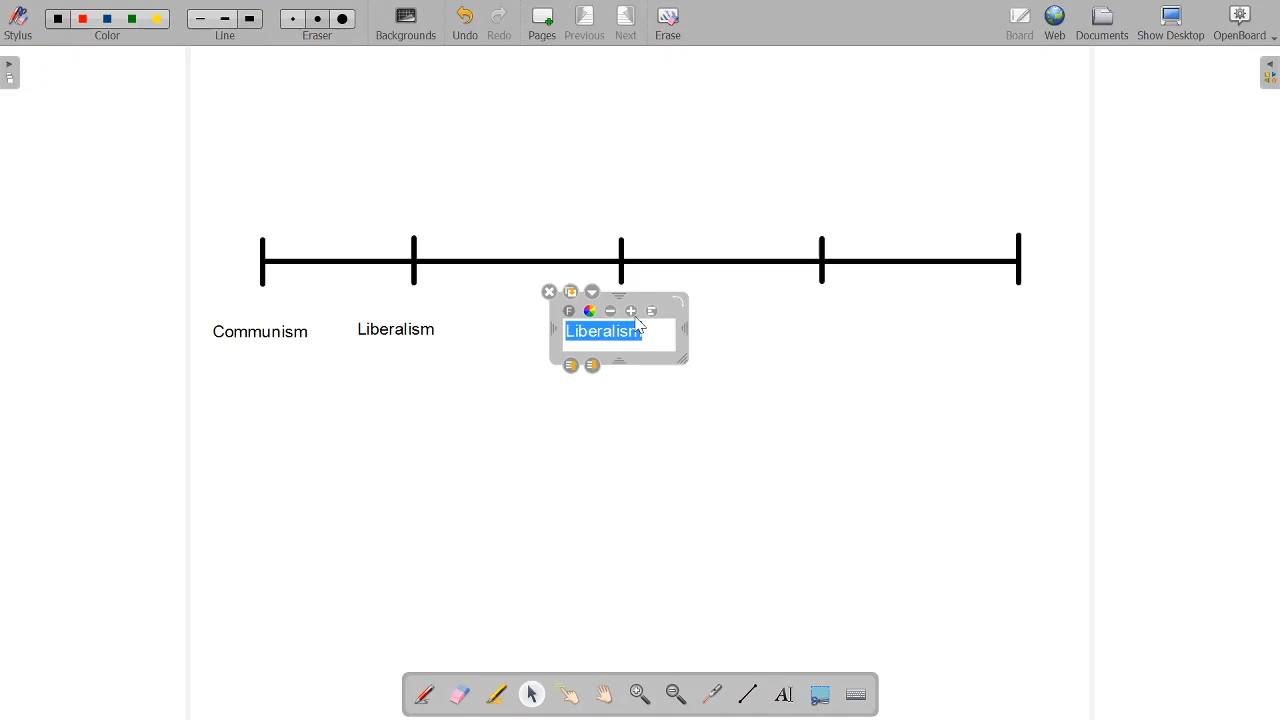 Stylus
Color
Line
Eraser
Backgrounds
Undo
Redo
Pages
Previous
Next
Erase
Board
Web
Documents
Show Desktop
OpenBoard
Communism
Liberalism
F
Liberalism
AI